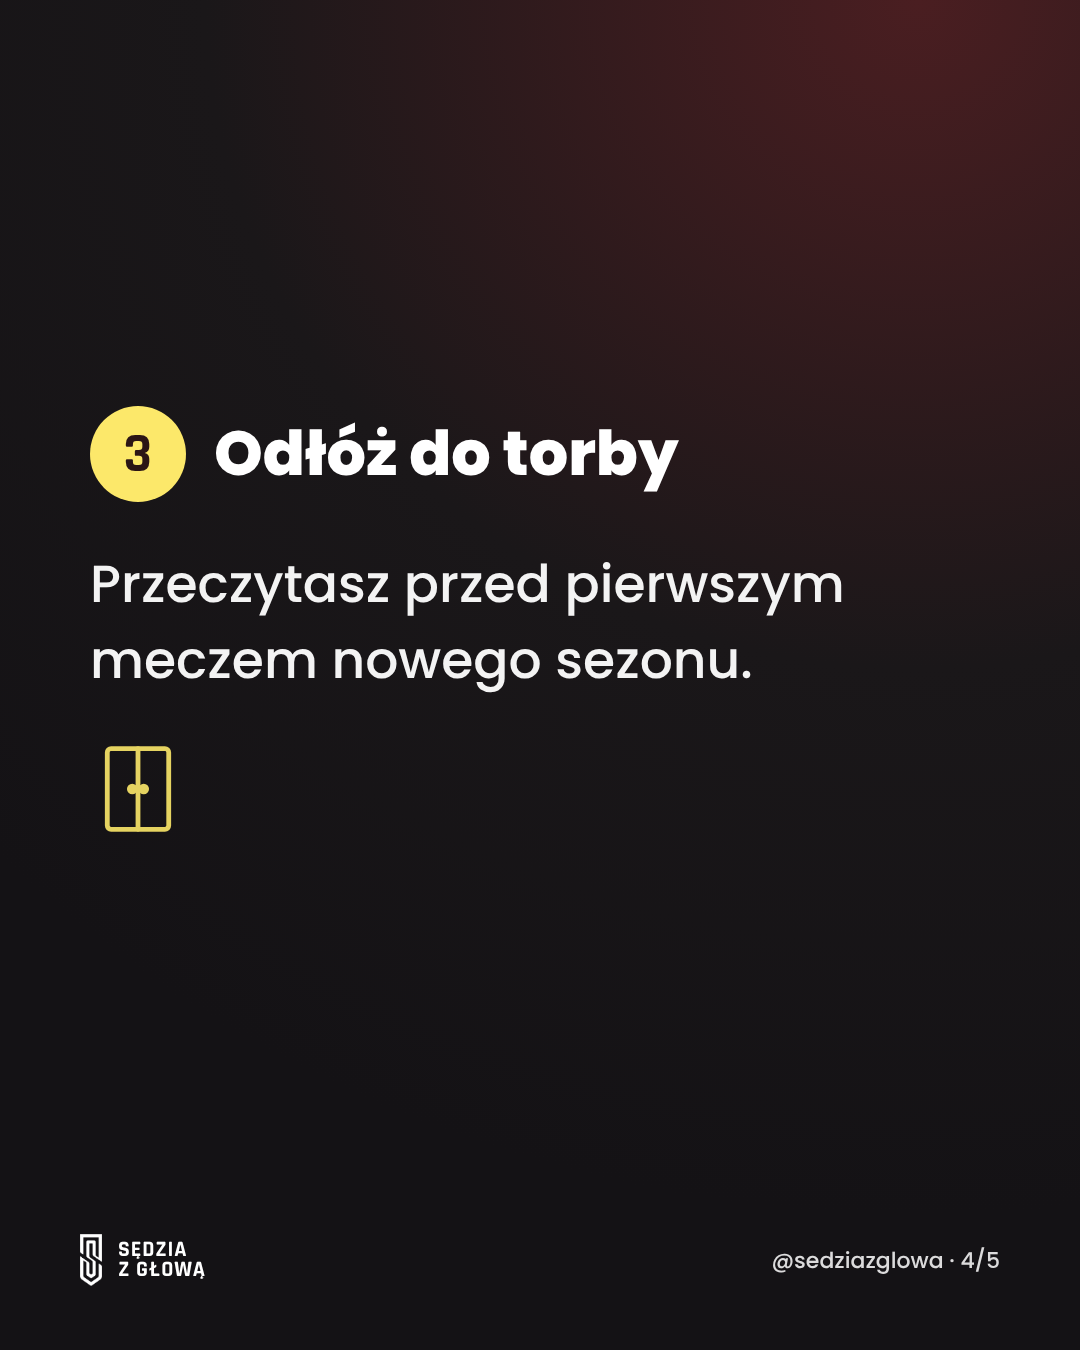 3 Odłóż do torby
Przeczytasz przed pierwszym
meczem nowego sezonu.
SĘDZIA
Z GŁOWĄ
@sedziazglowa · 4/5